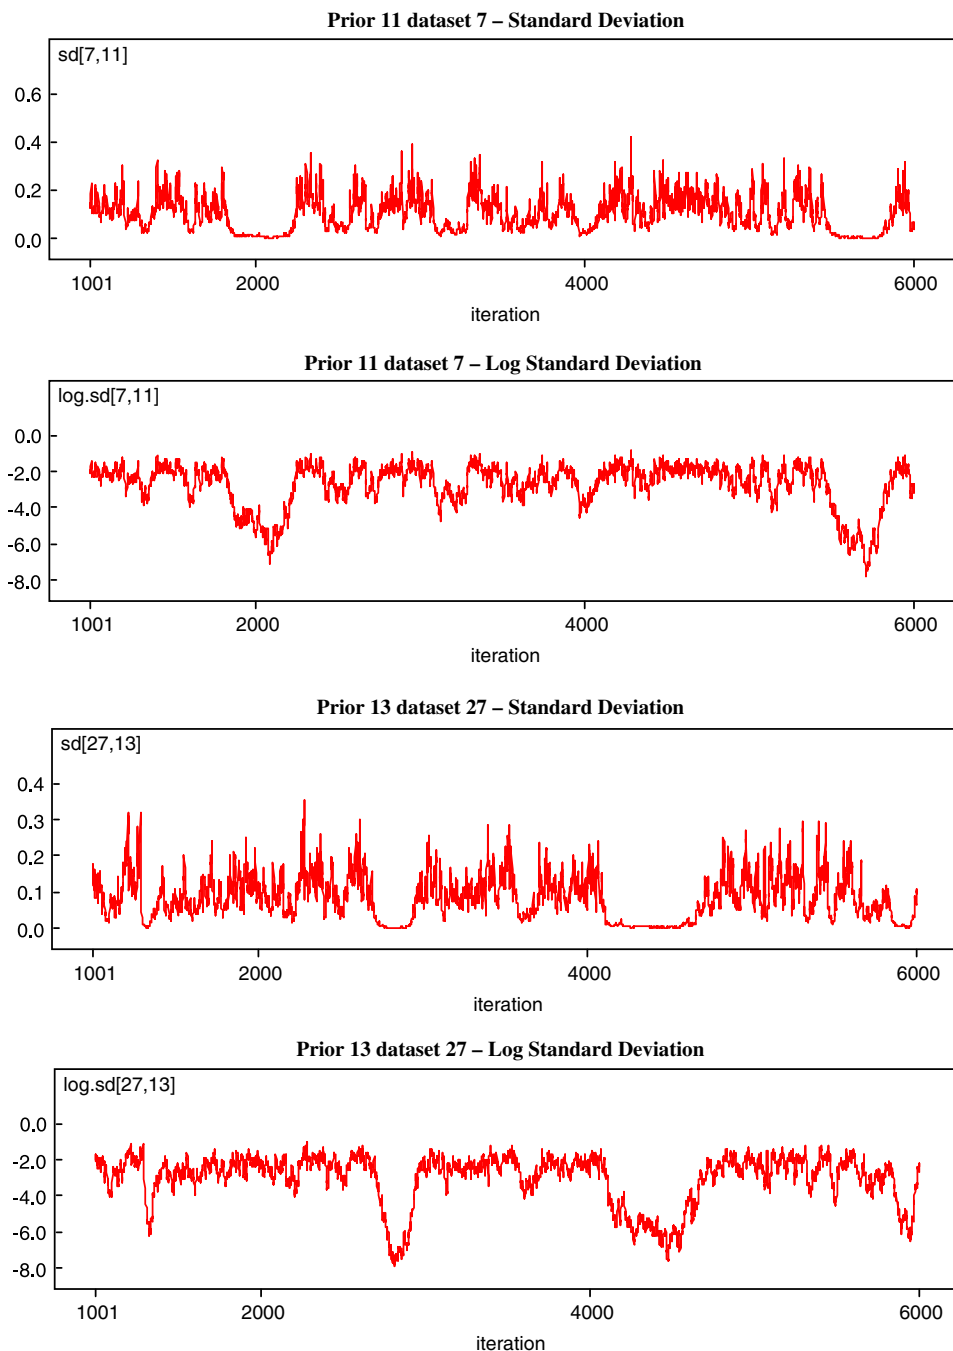 Prior 11 dataset 7 – Standard Deviation
sd[7,11]
0.6
0.4
0.2
0.0
1001 2000 4000 6000
iteration
Prior 11 dataset 7 – Log Standard Deviation
log.sd[7,11]
0.0
-2.0
-4.0
-6.0
-8.0
1001 2000 4000 6000
iteration
Prior 13 dataset 27 – Standard Deviation
sd[27,13]
0.4
0.3
0.2
0.1
0.0
1001 2000 4000 6000
iteration
Prior 13 dataset 27 – Log Standard Deviation
log.sd[27,13]
0.0
-2.0
-4.0
-6.0
-8.0
1001 2000 4000 6000
iteration